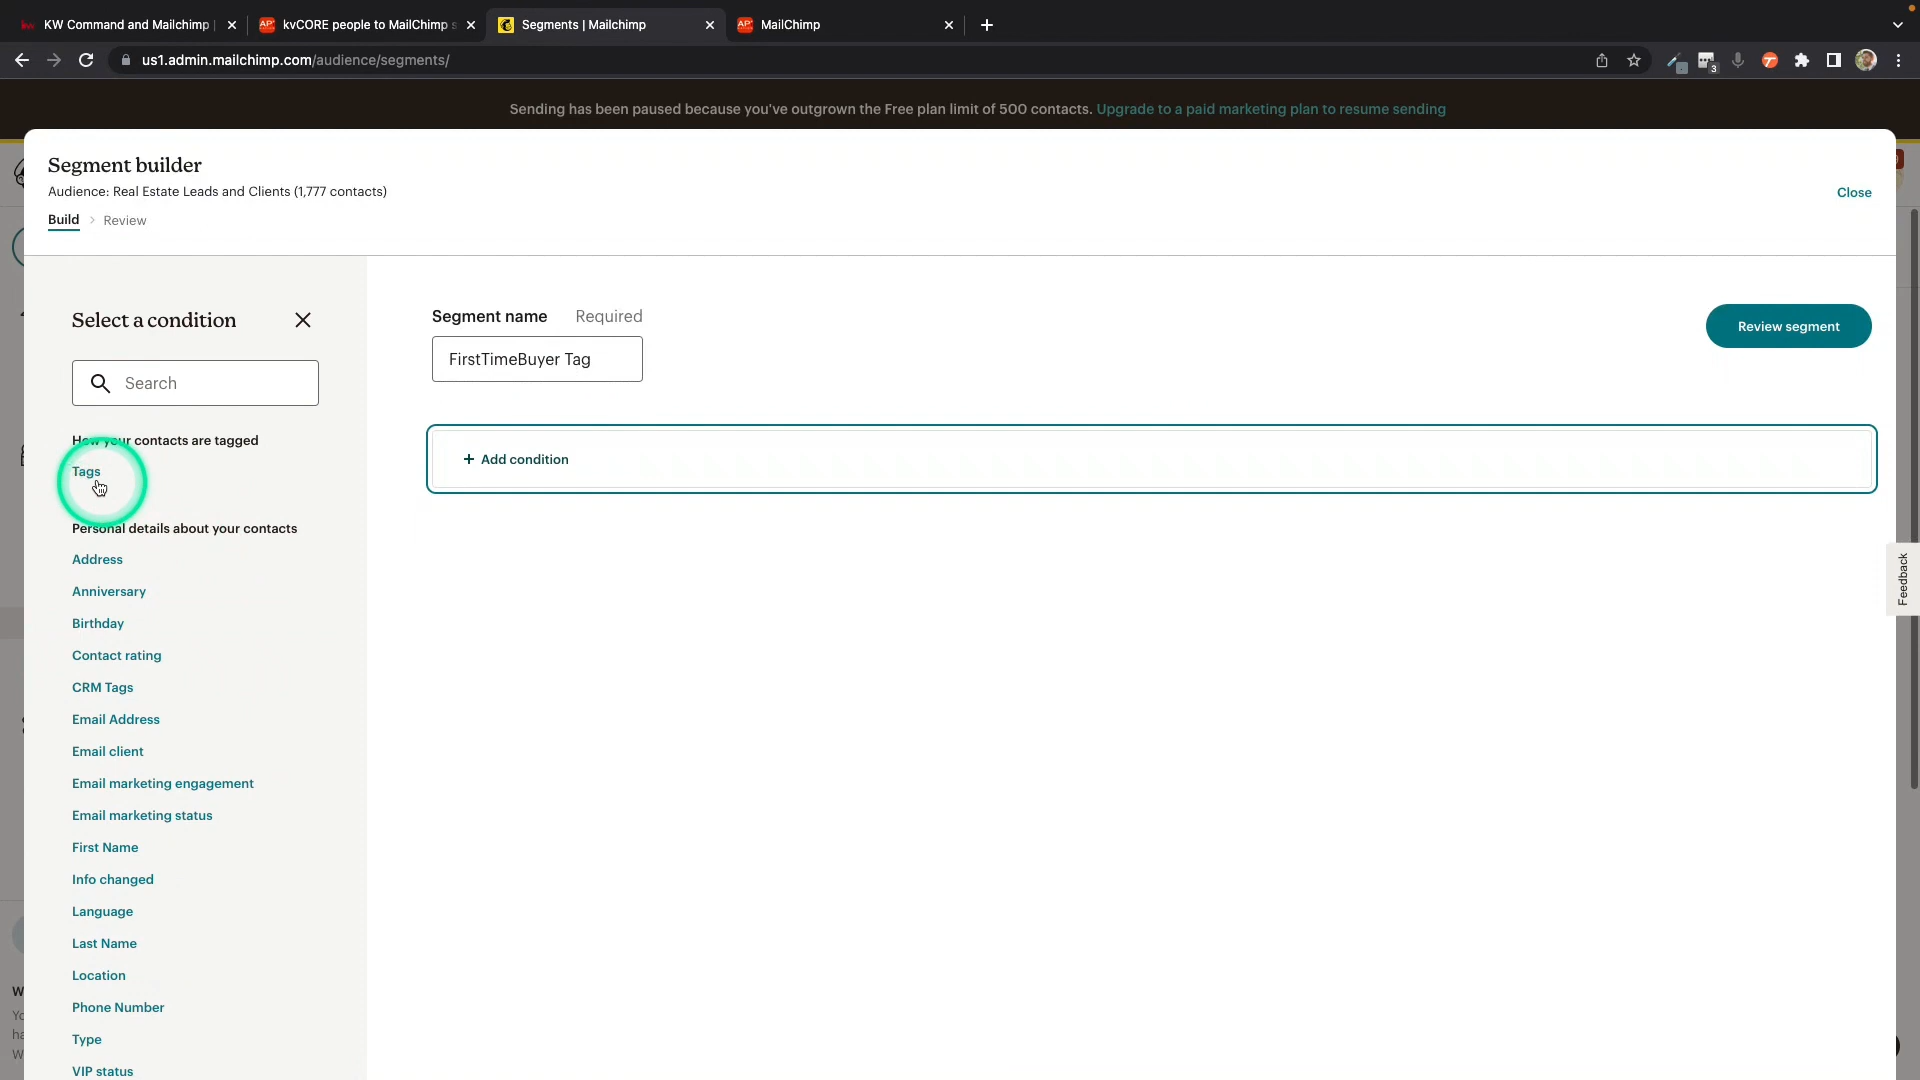 KW Command and Mailchimp |
kvCORE people to MailChimp s
Segments | Mailchimp
MailChimp
us1.admin.mailchimp.com/audience/segments/
3
Sending has been paused because you've outgrown the Free plan limit of 500 contacts. Upgrade to a paid marketing plan to resume sending
Segment builder
Audience: Real Estate Leads and Clients (1,777 contacts)
Close
Build > Review
Select a condition
Search
How your contacts are tagged
Tags
Personal details about your contacts
Address
Anniversary
Birthday
Contact rating
CRM Tags
Email Address
Email client
Email marketing engagement
Email marketing status
First Name
Info changed
Language
Last Name
Location
Phone Number
Type
VIP status
Segment name Required
FirstTimeBuyer Tag
Review segment
+ Add condition
Feedback